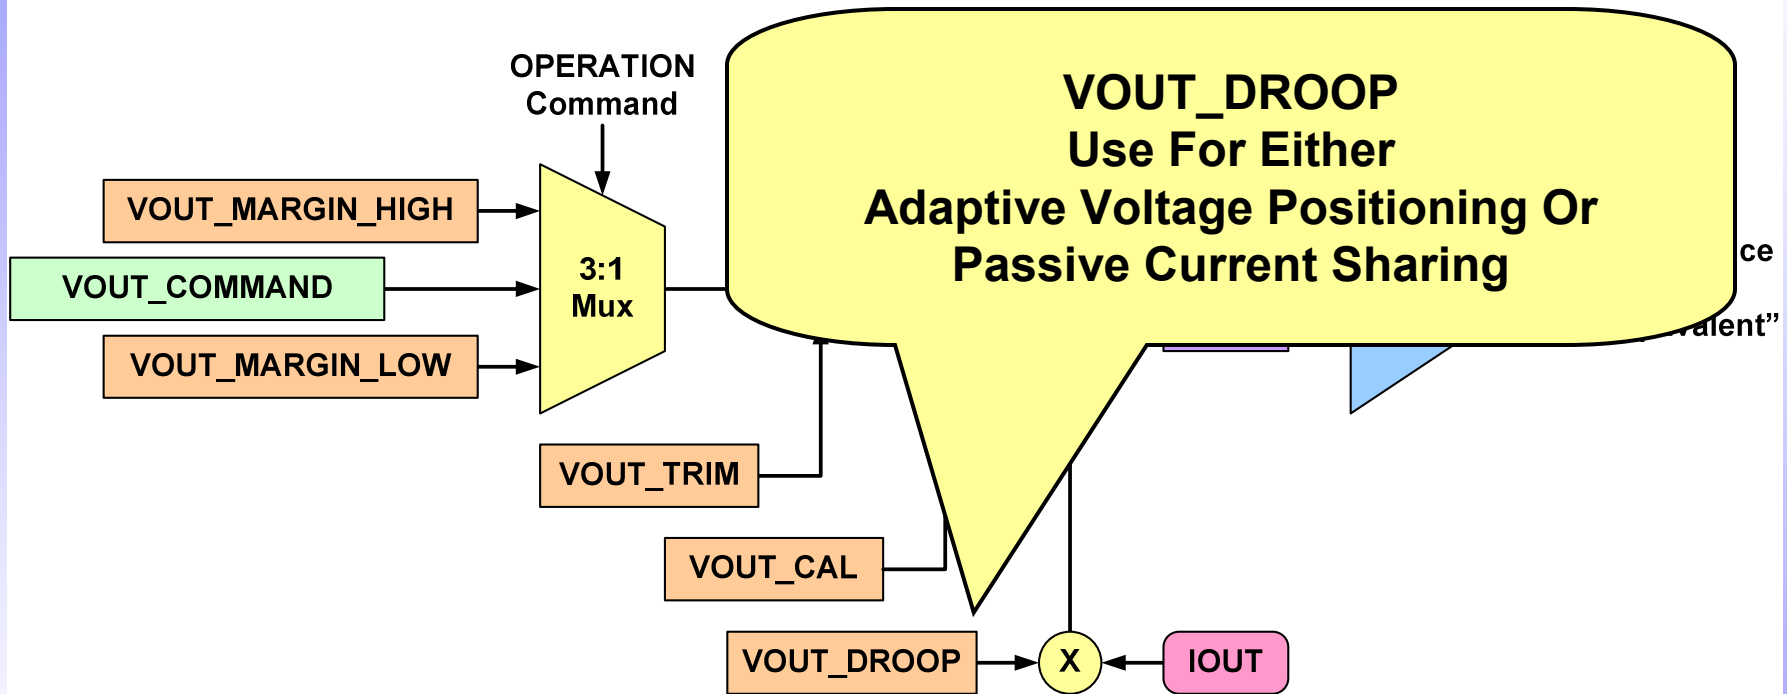 OPERATION
Command
VOUT_DROOP
Use For Either
Adaptive Voltage Positioning Or
Passive Current Sharing
VOUT_MARGIN_HIGH
VOUT_COMMAND
VOUT_MARGIN_LOW
3:1
Mux
VOUT_TRIM
VOUT_CAL
VOUT_DROOP
X
IOUT